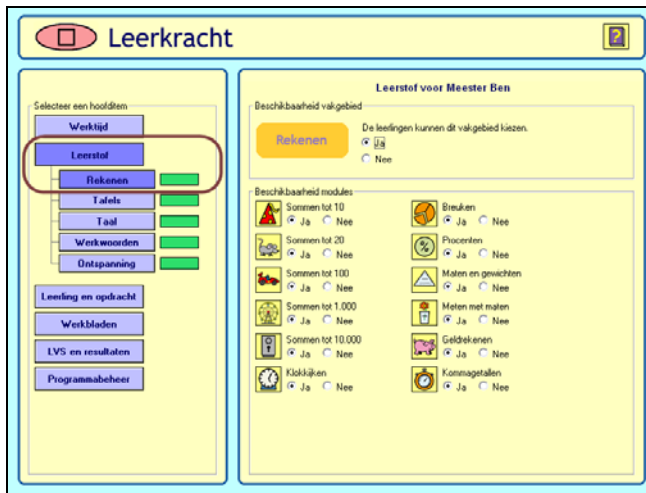 Leerkracht
Selecteer een hoofditem
Werktijd
Leerstof
Rekenen
Tafels
Taal
Werkwoorden
Ontspanning
Leerling en opdracht
Werkbladen
LVS en resultaten
Programmabeheer
Leerstof voor Meester Ben
Beschikbaarheid vakgebied
Rekenen
De leerlingen kunnen dit vakgebied kiezen.
Ja
Nee
Beschikbaarheid modules
Sommen tot 10
Ja Nee
Sommen tot 20
Ja Nee
Sommen tot 100
Ja Nee
Sommen tot 1.000
Ja Nee
Sommen tot 10.000
Ja Nee
Klokkijken
Ja Nee
Breuken
Ja Nee
Procenten
Ja Nee
Maten en gewichten
Ja Nee
Meten met maten
Ja Nee
Geldrekenen
Ja Nee
Kommagetallen
Ja Nee